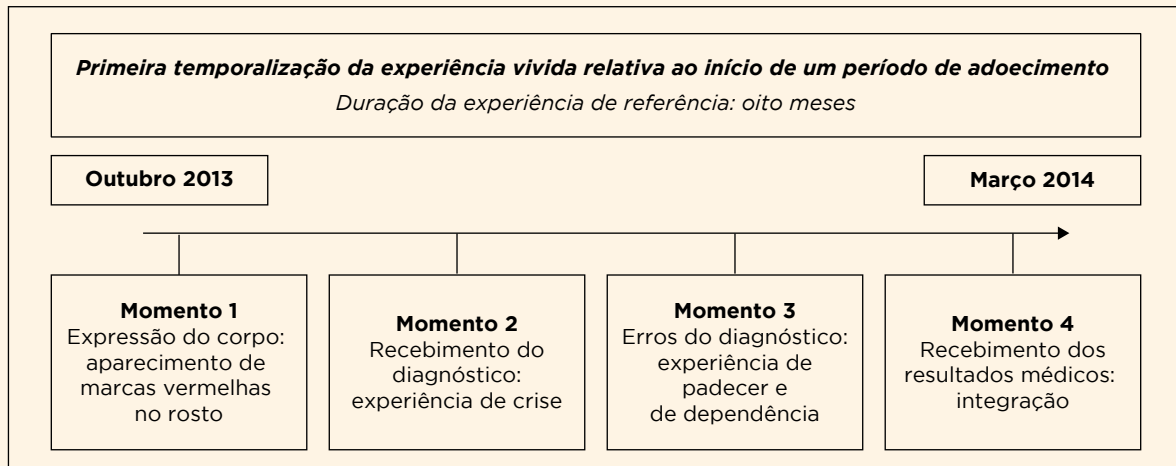 Primeira temporalização da experiência vivida relativa ao início de um período de adoecimento
Duração da experiência de referência: oito meses
Outubro 2013
Março 2014
Momento 1
Expressão do corpo:
aparecimento de
marcas vermelhas
no rosto
Momento 2
Recebimento do
diagnóstico:
experiência de crise
Momento 3
Erros do diagnóstico:
experiência de
padecer e
de dependência
Momento 4
Recebimento dos
resultados médicos:
integração